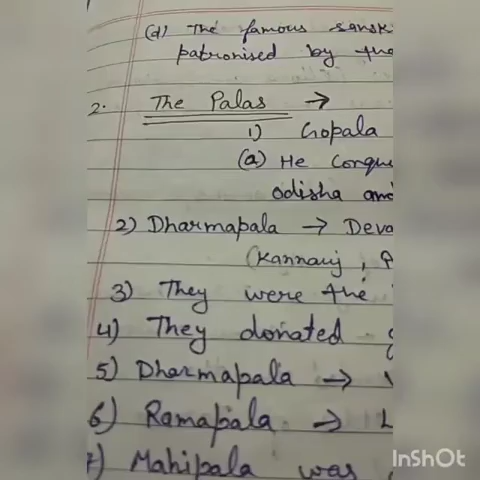 (d) The famous
patronised by the
2. The Palas →
1) Gopala
(a) He
odisha and
2) Dharmapala →
(Kannauj,
3) They were the
4) They donated
5) Dharmapala →
6) Ramapala →
7) Mahipala was
InShOt